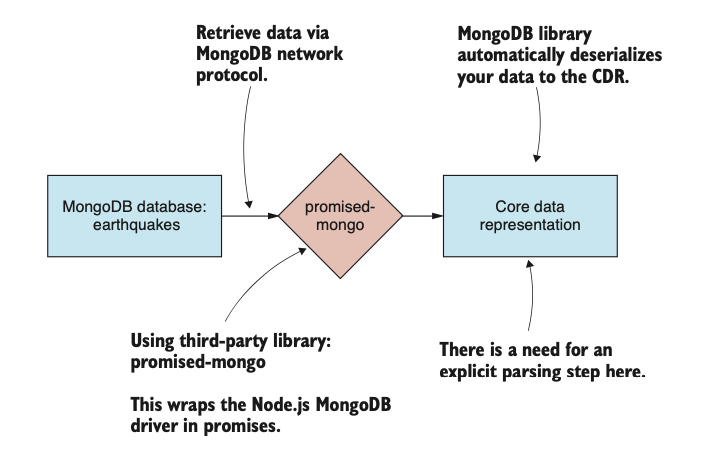 Retrieve data via
MongoDB network
protocol.
MongoDB library
automatically deserializes
your data to the CDR.
MongoDB database:
earthquakes
promised-
mongo
Core data
representation
Using third-party library:
promised-mongo
This wraps the Node.js MongoDB
driver in promises.
There is a need for an
explicit parsing step here.